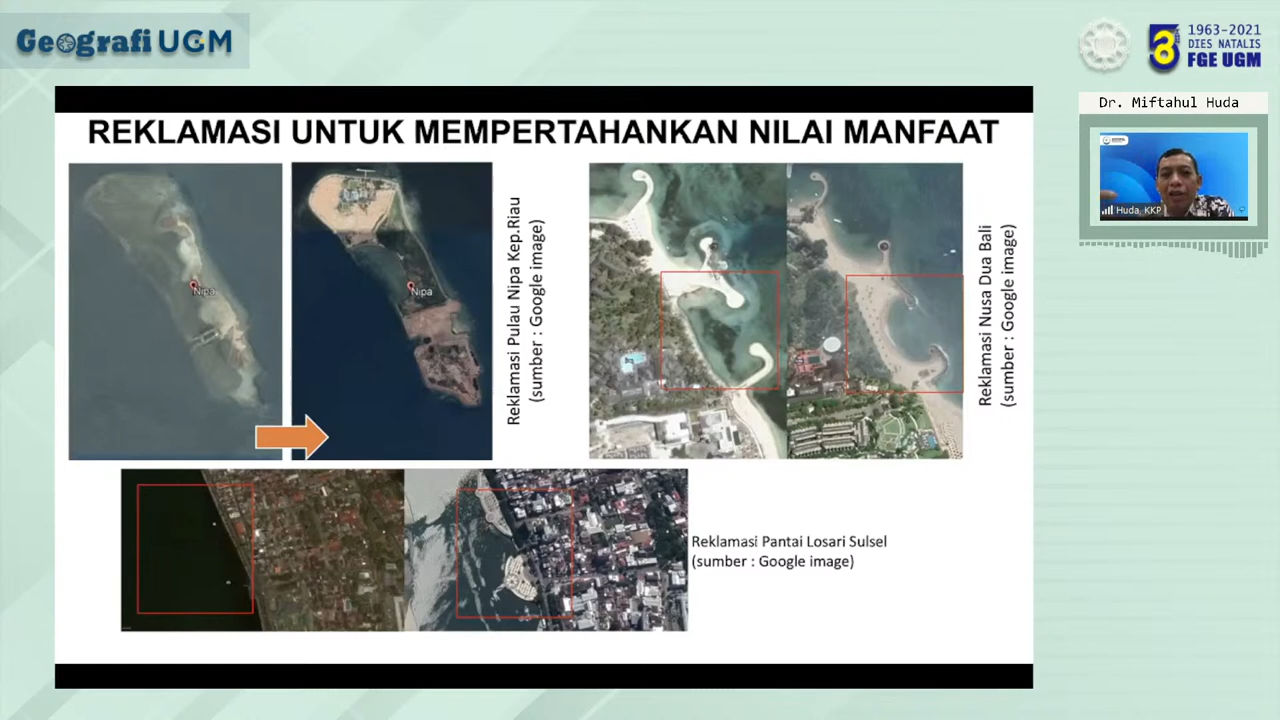 Geografi UGM
3
1963-2021
DIES NATALIS
FGE UGM
Dr. Miftahul Huda
Huda, KKP
REKLAMASI UNTUK MEMPERTAHANKAN NILAI MANFAAT
Nipa
Nipa
Reklamasi Pulau Nipa Kep.Riau
(sumber : Google image)
Reklamasi Nusa Dua Bali
(sumber : Google image)
Reklamasi Pantai Losari Sulsel
(sumber : Google image)